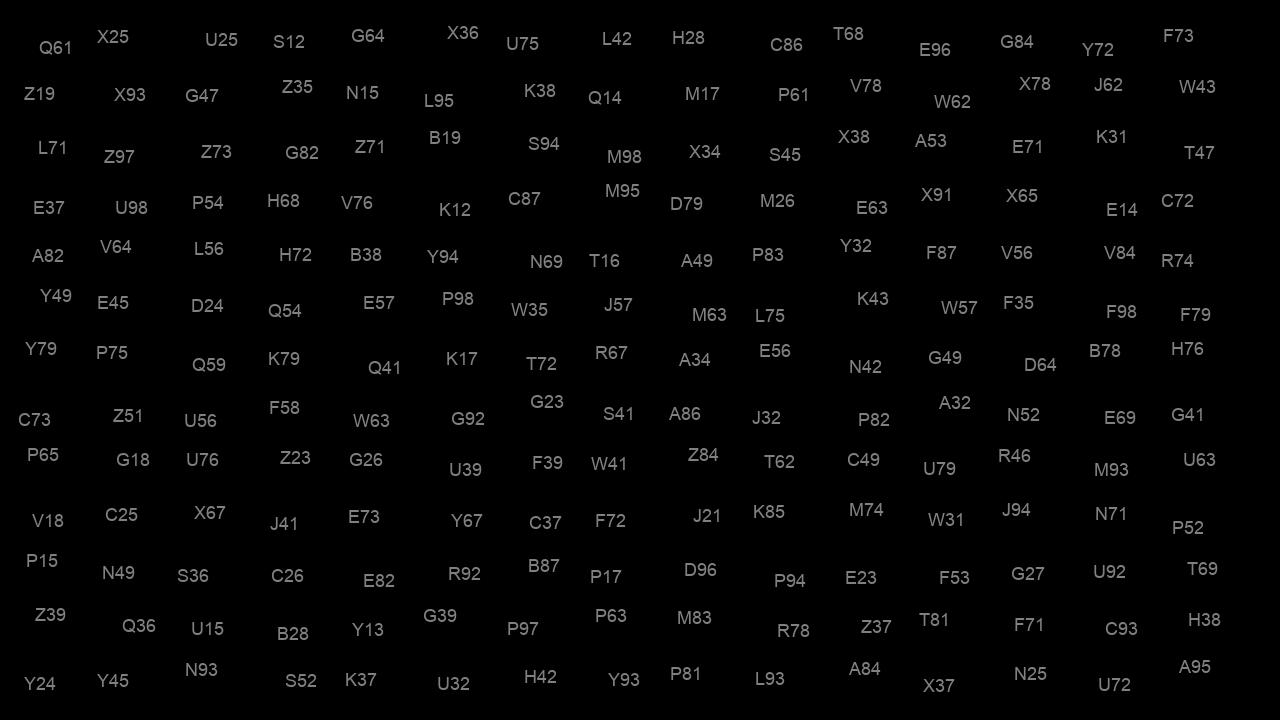 Q61 X25 U25 S12 G64 X36 U75 L42 H28 C86 T68 E96 G84 Y72 F73
Z19 X93 G47 Z35 N15 L95 K38 Q14 M17 P61 V78 W62 X78 J62 W43
L71 Z97 Z73 G82 Z71 B19 S94 M98 X34 S45 X38 A53 E71 K31 T47
E37 U98 P54 H68 V76 K12 C87 M95 D79 M26 E63 X91 X65 E14 C72
A82 V64 L56 H72 B38 Y94 N69 T16 A49 P83 Y32 F87 V56 V84 R74
Y49 E45 D24 Q54 E57 P98 W35 J57 M63 L75 K43 W57 F35 F98 F79
Y79 P75 Q59 K79 Q41 K17 T72 R67 A34 E56 N42 G49 D64 B78 H76
C73 Z51 U56 F58 W63 G92 G23 S41 A86 J32 P82 A32 N52 E69 G41
P65 G18 U76 Z23 G26 U39 F39 W41 Z84 T62 C49 U79 R46 M93 U63
V18 C25 X67 J41 E73 Y67 C37 F72 J21 K85 M74 W31 J94 N71 P52
P15 N49 S36 C26 E82 R92 B87 P17 D96 P94 E23 F53 G27 U92 T69
Z39 Q36 U15 B28 Y13 G39 P97 P63 M83 R78 Z37 T81 F71 C93 H38
Y24 Y45 N93 S52 K37 U32 H42 Y93 P81 L93 A84 X37 N25 U72 A95